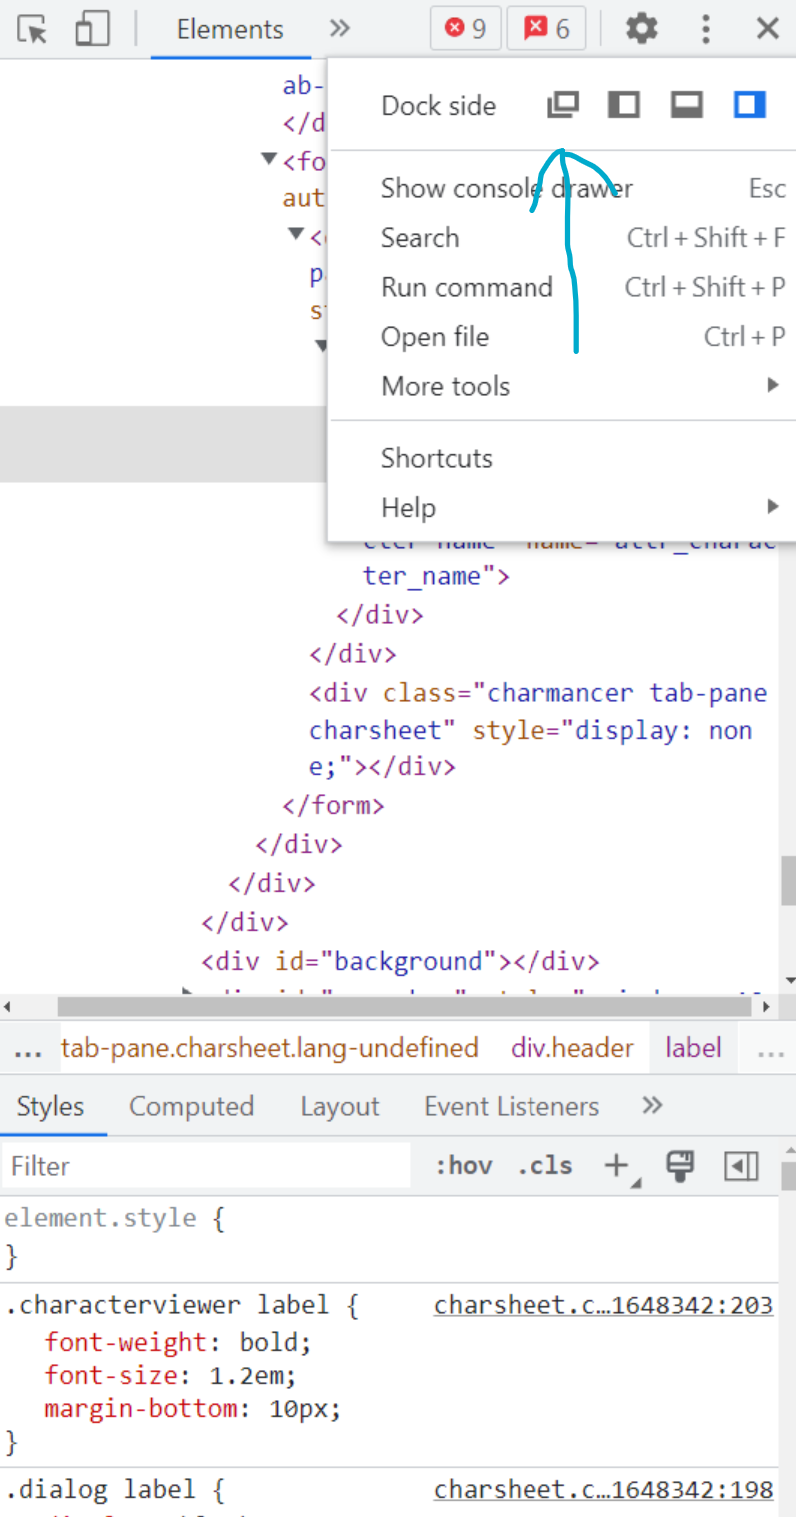 Elements » 9 6
ab-
</d
Dock side
<fo
aut
Show console drawer Esc
<
Search Ctrl + Shift + F
Run command Ctrl + Shift + P
Open file Ctrl + P
More tools
Shortcuts
Help
ter_name">
</div>
</div>
<div class="charmancer tab-pane
charsheet" style="display: non
e;"></div>
</form>
</div>
</div>
</div>
<div id="background"></div>
... tab-pane.charsheet.lang-undefined div.header label ...
Styles Computed Layout Event Listeners »
Filter :hov .cls +
element.style {
}
.characterviewer label { charsheet.c…1648342:203
font-weight: bold;
font-size: 1.2em;
margin-bottom: 10px;
}
.dialog label { charsheet.c…1648342:198